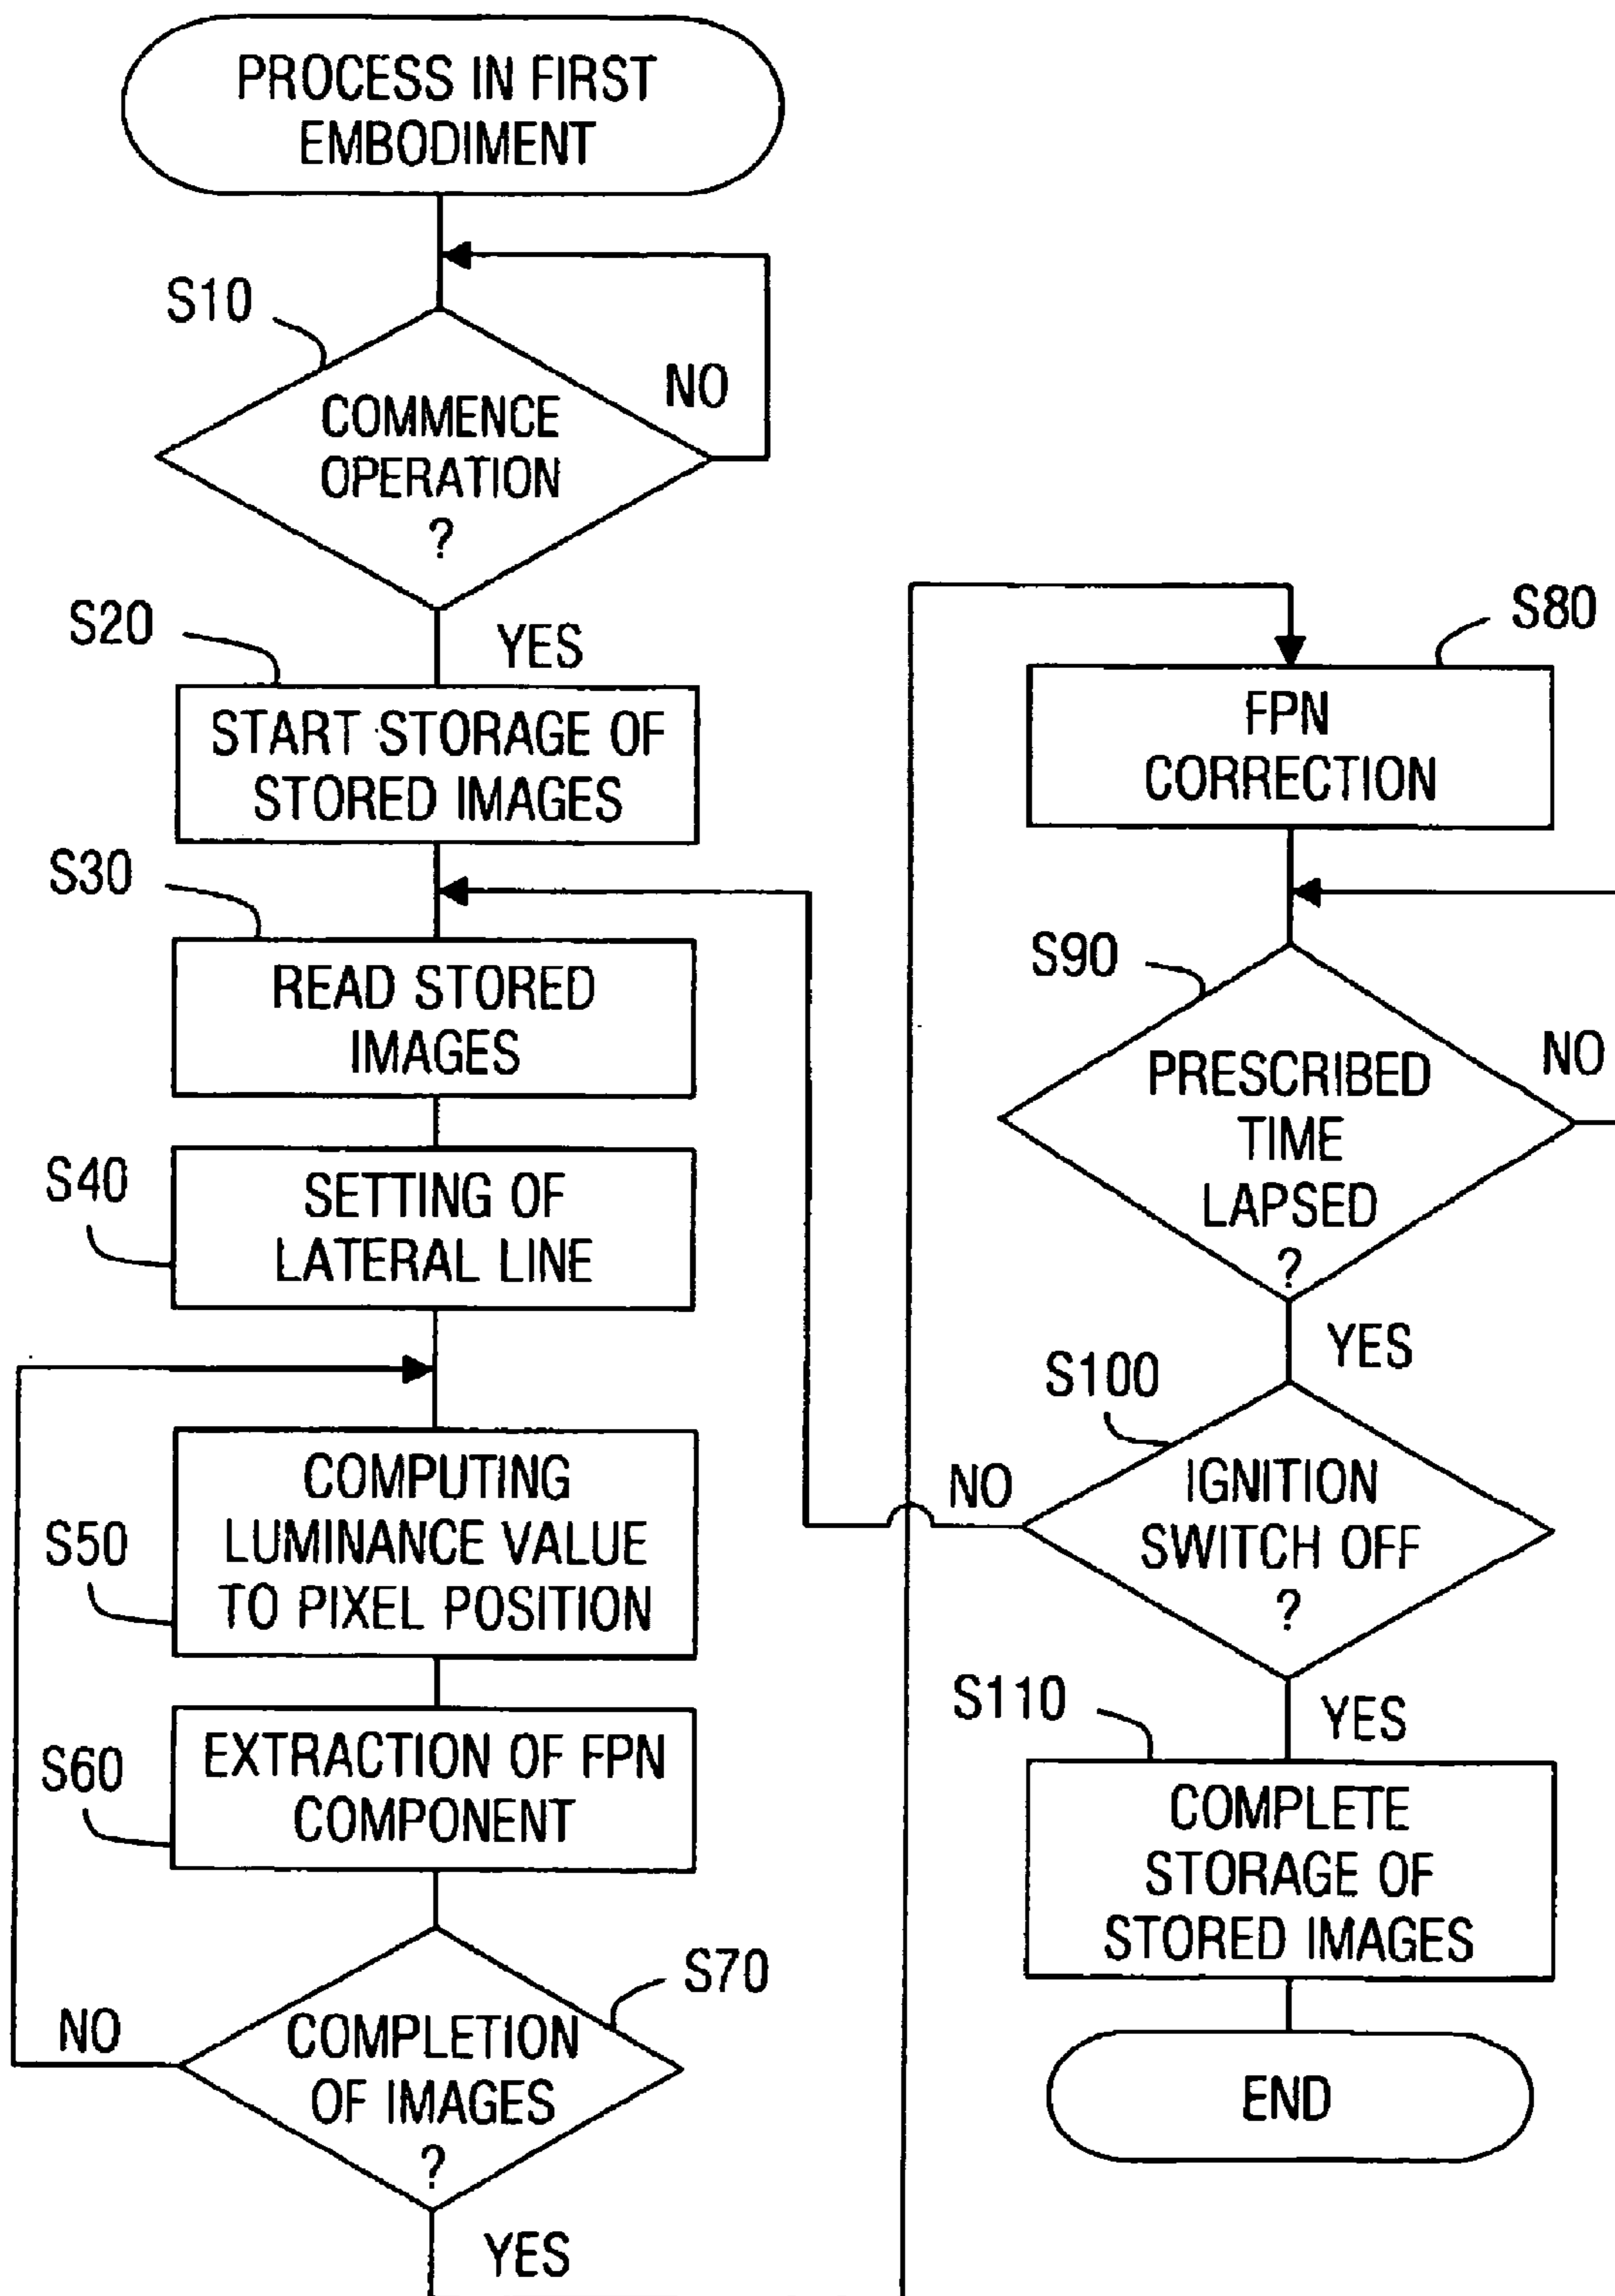 PROCESS IN FIRST
EMBODIMENT
S10
COMMENCE
OPERATION
?
NO
YES
S20
START STORAGE OF
STORED IMAGES
S30
READ STORED
IMAGES
S40
SETTING OF
LATERAL LINE
S50
COMPUTING
LUMINANCE VALUE
TO PIXEL POSITION
S60
EXTRACTION OF FPN
COMPONENT
S70
COMPLETION
OF IMAGES
?
NO
YES
S80
FPN
CORRECTION
S90
PRESCRIBED
TIME
LAPSED
?
NO
YES
S100
IGNITION
SWITCH OFF
?
NO
YES
S110
COMPLETE
STORAGE OF
STORED IMAGES
END